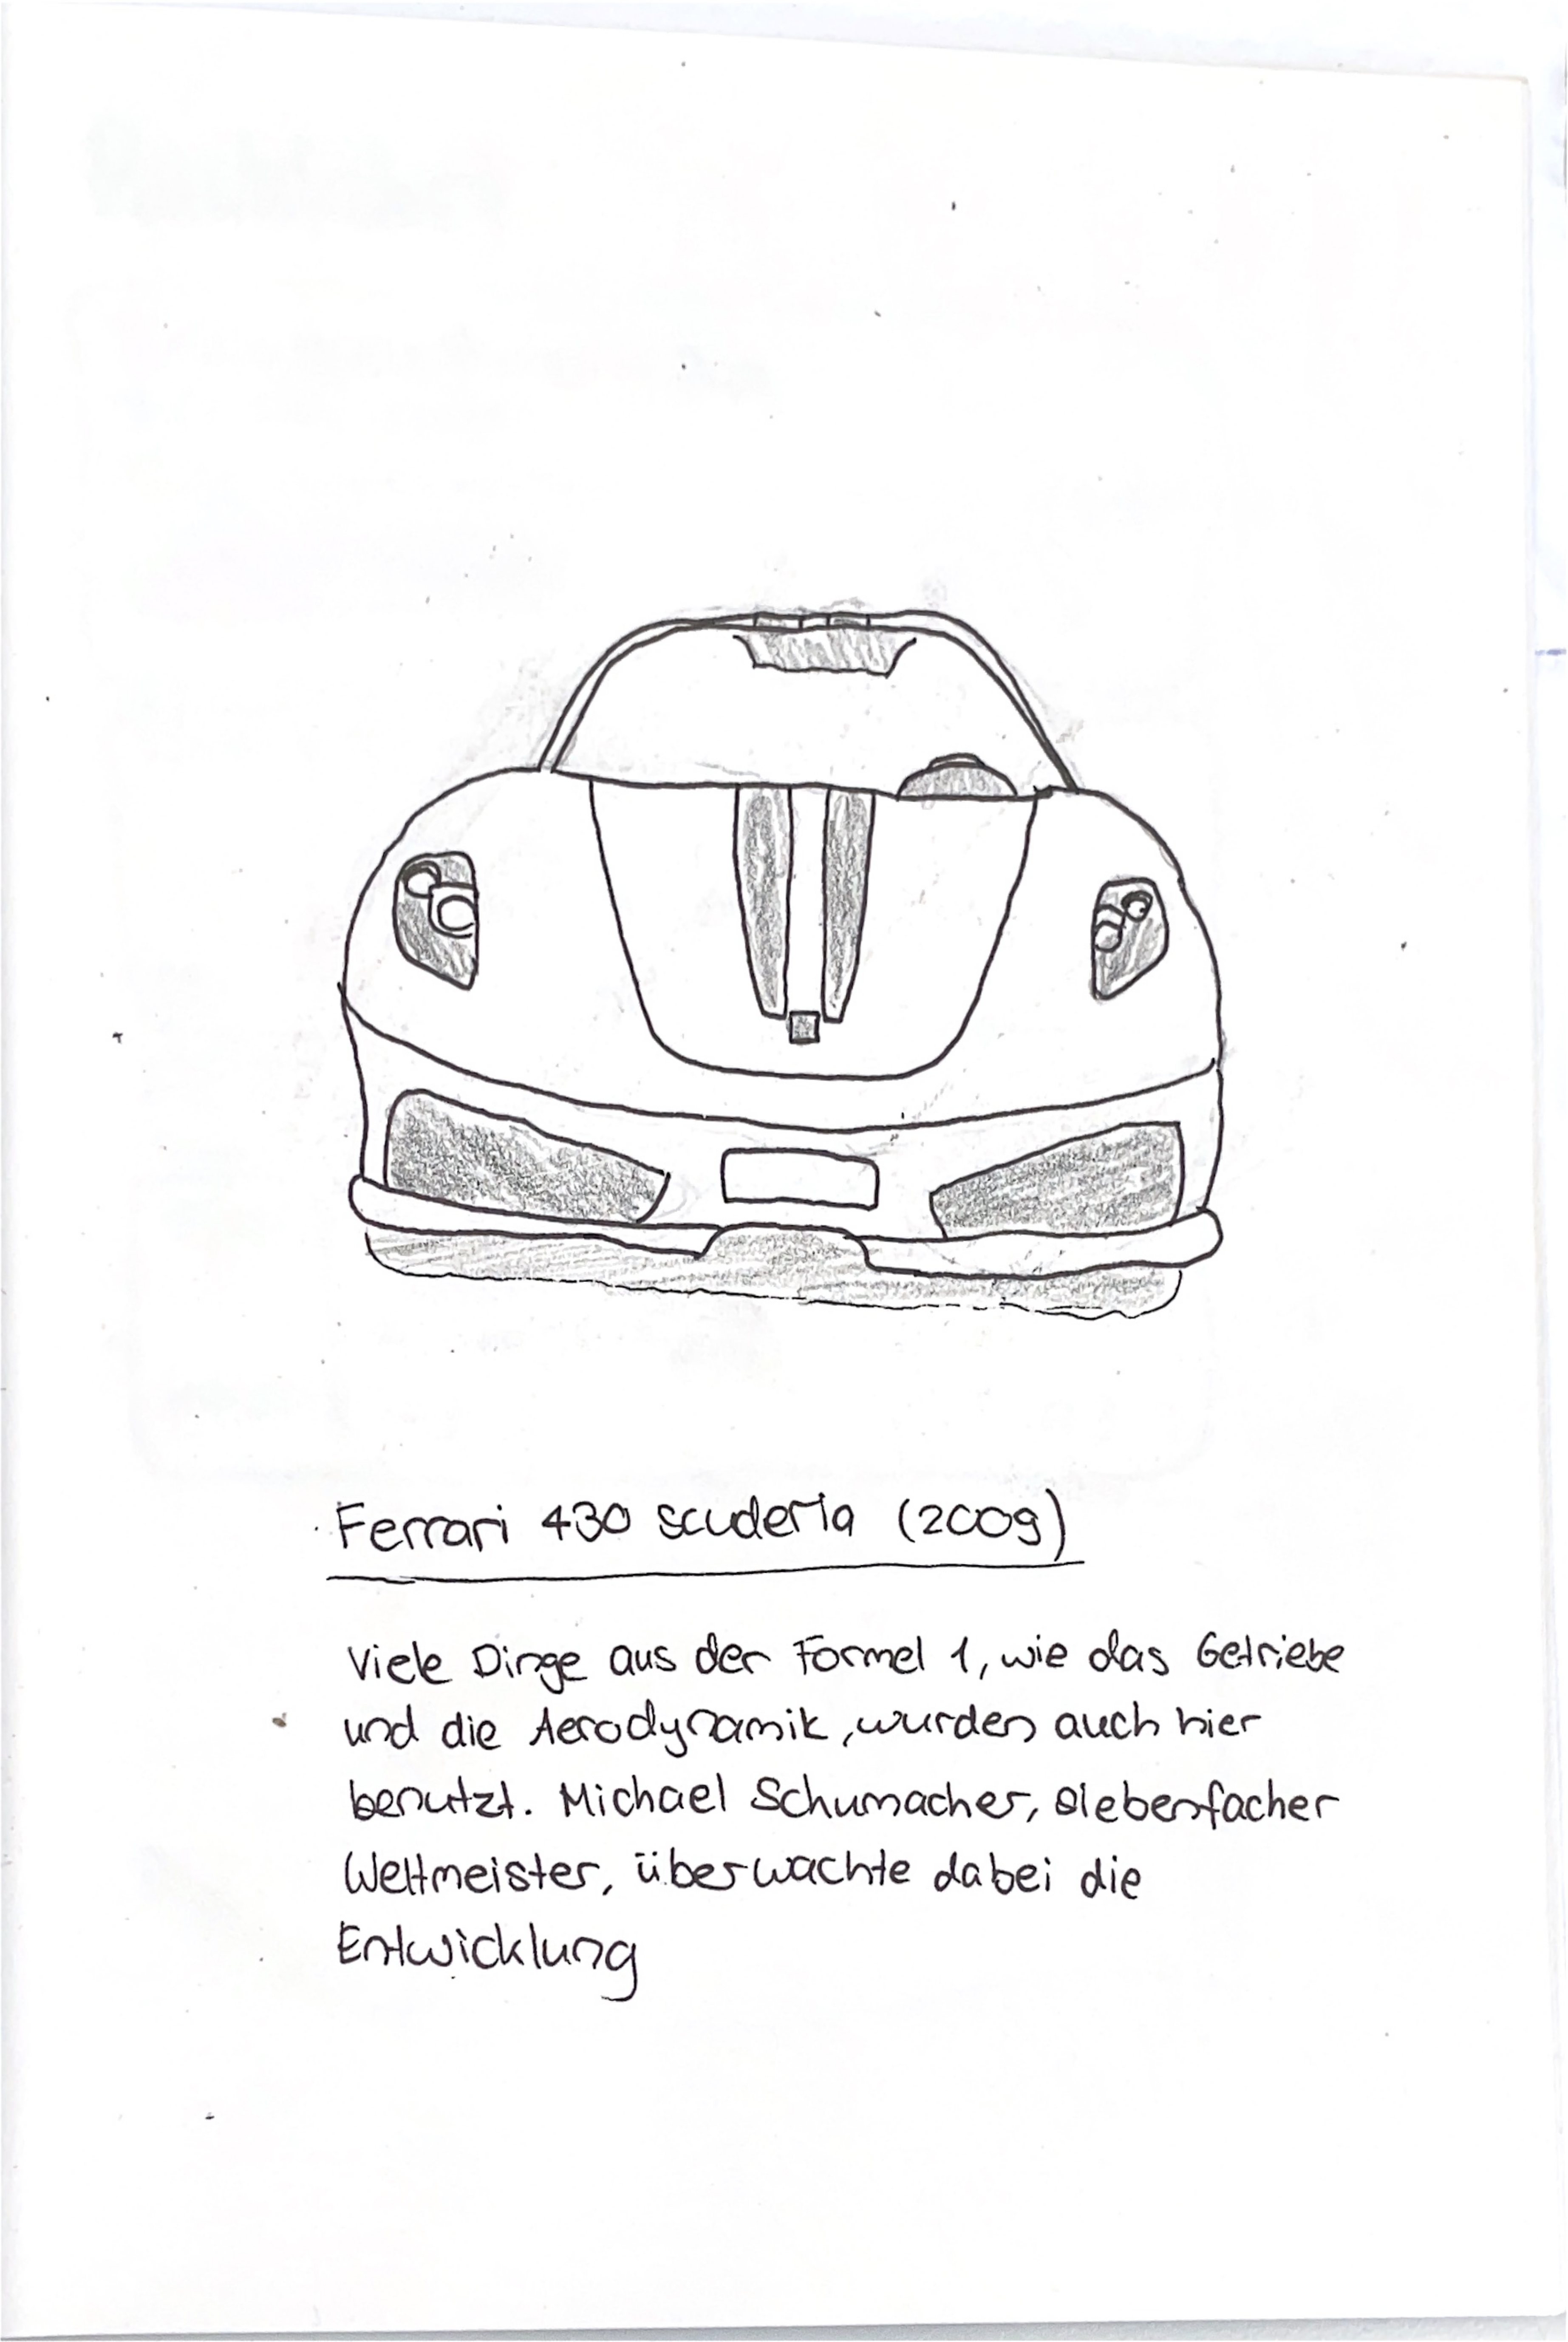 Ferrari 430 scuderia (2009)
Viele Dinge aus der Formel 1, wie das Getriebe
und die Aerodynamik, wurden auch hier
benutzt. Michael Schumacher, siebenfacher
Weltmeister, überwachte dabei die
Entwicklung